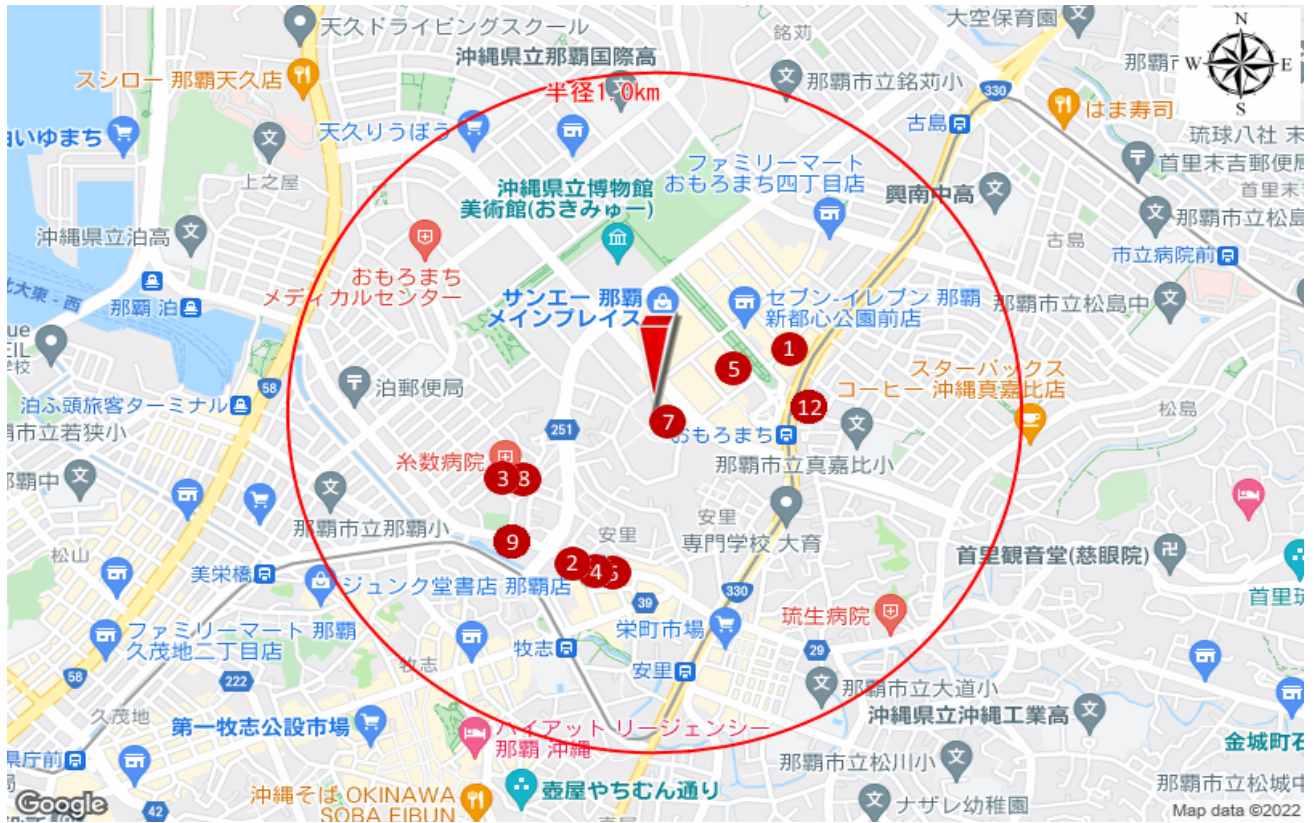 天久ドライビングスクール
大空保育園
銘苅
N
W
E
S
沖縄県立那覇国際高
スシロー 那覇天久店
那覇市立銘苅小
半径1.0km
330
はま寿司
天久りうぼう
古島
琉球八社 末
首里末吉郵便局
上之屋
ファミリーマート
おもろまち四丁目店
沖縄県立博物館
美術館(おきみゅー)
興南中高
那覇市立松島
沖縄県立泊高
古島
市立病院前
おもろまち
メディカルセンター
那覇 泊
サンエー 那覇
メインプレイス
セブン-イレブン 那覇
新都心公園前店
那覇市立松島中
1
5
スターバックス
コーヒー 沖縄真嘉比店
58
泊郵便局
泊ふ頭旅客ターミナル
12
松島
7
251
おもろまち
市立若狭小
糸数病院
那覇市立真嘉比小
3
8
那覇市立那覇小
安里
安里
専門学校 大育
9
松山
首里観音堂(慈眼院)
2
4
美栄橋
ジュンク堂書店 那覇店
330
39
琉生病院
栄町市場
ファミリーマート 那覇
久茂地二丁目店
牧志
牧志
29
安里
58
222
那覇市立大道小
久茂地
沖縄県立沖縄工業高
第一牧志公設市場
ハイアット リージェンシー
那覇 沖縄
金城町石
県庁前
那覇市立松川小
壺屋やちむん通り
那覇市立松城中
沖縄そば OKINAWA
SOBA EIBUN
ナザレ幼稚園
42
Google
Map data ©2022